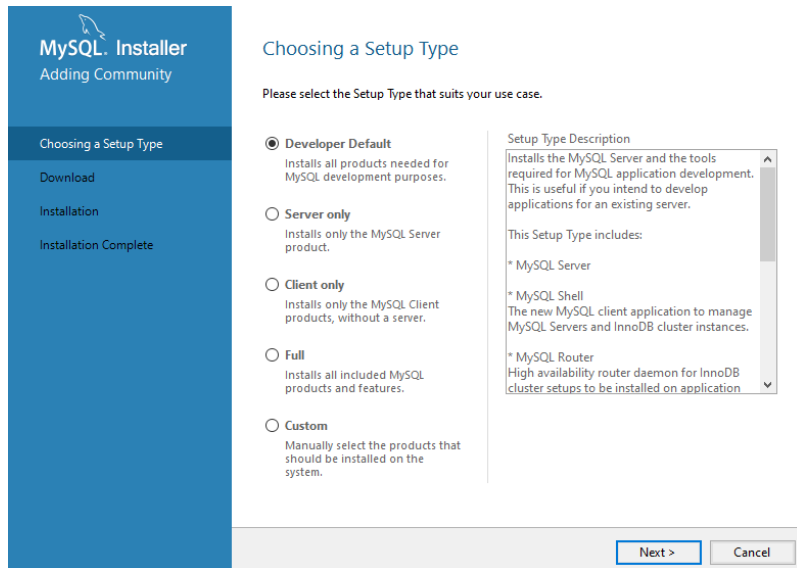 MySQL. Installer
Adding Community
Choosing a Setup Type
Download
Installation
Installation Complete
Choosing a Setup Type
Please select the Setup Type that suits your use case.
Developer Default
Installs all products needed for
MySQL development purposes.
Server only
Installs only the MySQL Server
product.
Client only
Installs only the MySQL Client
products, without a server.
Full
Installs all included MySQL
products and features.
Custom
Manually select the products that
should be installed on the
system.
Setup Type Description
Installs the MySQL Server and the tools
required for MySQL application development.
This is useful if you intend to develop
applications for an existing server.
This Setup Type includes:
* MySQL Server
* MySQL Shell
The new MySQL client application to manage
MySQL Servers and InnoDB cluster instances.
* MySQL Router
High availability router daemon for InnoDB
cluster setups to be installed on application
Next >
Cancel